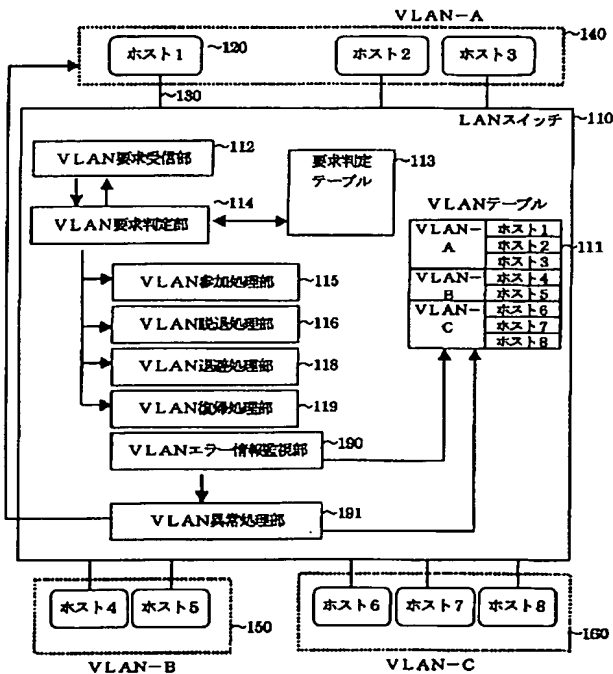 VLAN-A
ホスト1
120
ホスト2
ホスト3
140
130
110
LANスイッチ
VLAN要求受信部
112
要求判定
テーブル
113
114
VLAN要求判定部
VLANテーブル
VLAN-
A
ホスト1
ホスト2
ホスト3
111
VLAN-
B
ホスト4
ホスト5
VLAN-
C
ホスト6
ホスト7
ホスト8
VLAN参加処理部
115
VLAN脱退処理部
116
VLAN退避処理部
118
VLAN復帰処理部
119
VLANエラー情報監視部
190
VLAN異常処理部
191
ホスト4
ホスト5
150
VLAN-B
ホスト6
ホスト7
ホスト8
160
VLAN-C